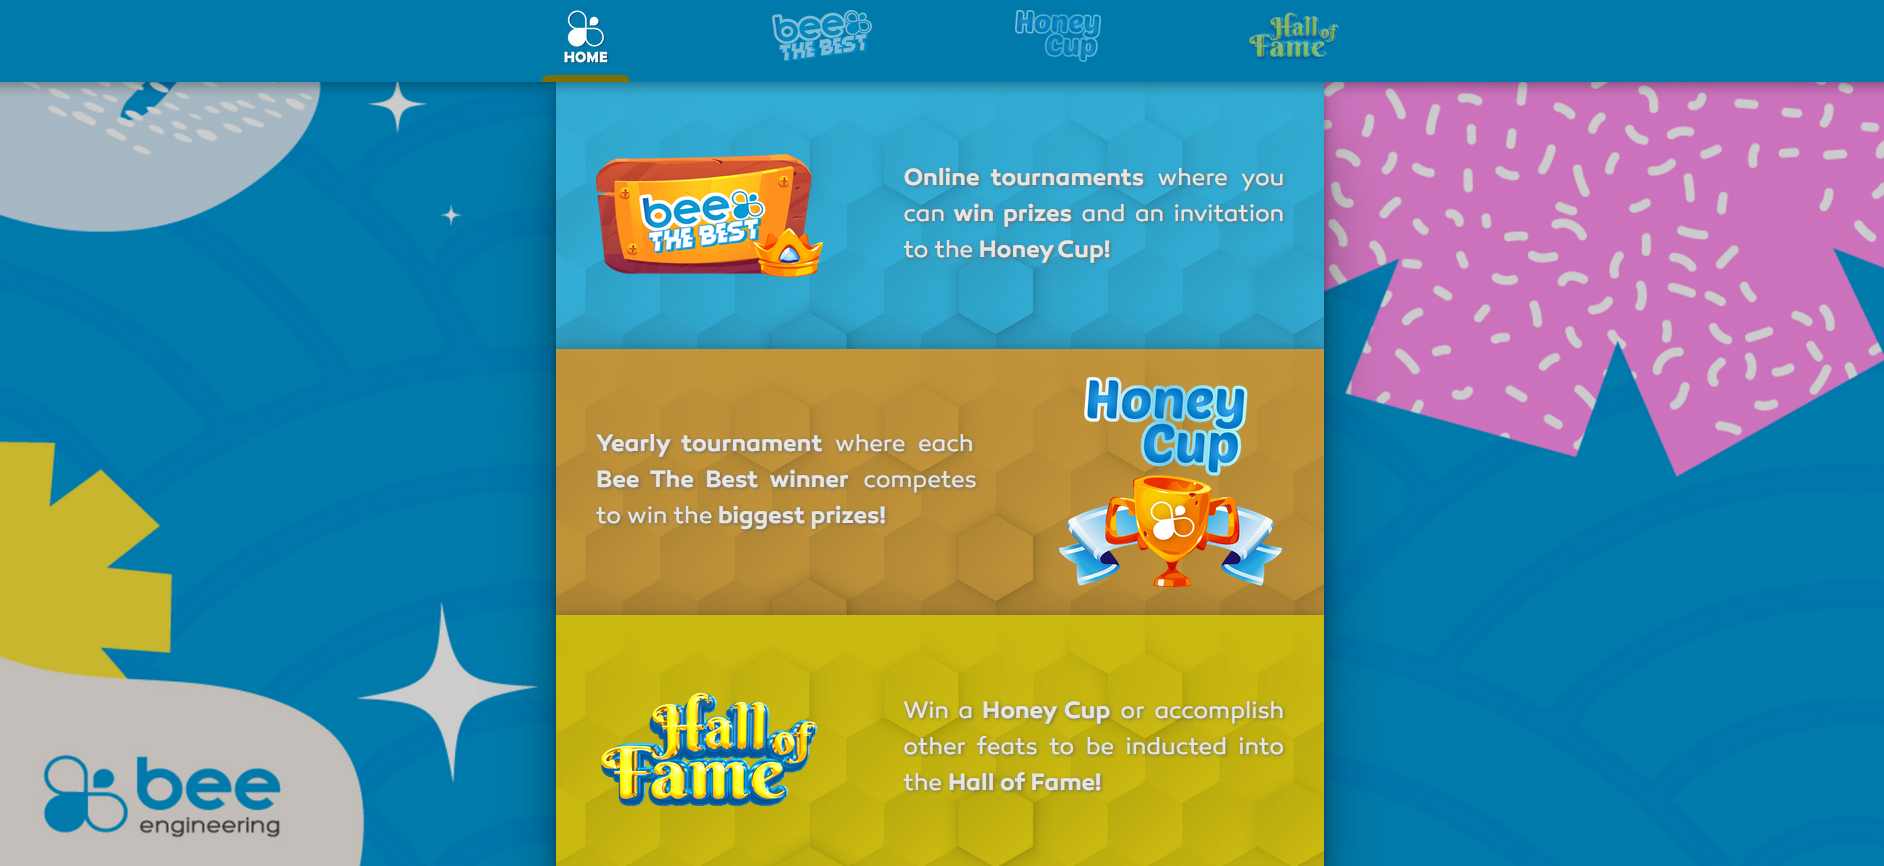 HOME
bee
THE BEST
Honey
Cup
Hall of
Fame
bee
THE BEST
Online tournaments where you
can win prizes and an invitation
to the Honey Cup!
Yearly tournament where each
Bee The Best winner competes
to win the biggest prizes!
Honey
Cup
Hall of
Fame
Win a Honey Cup or accomplish
other feats to be inducted into
the Hall of Fame!
bee
engineering